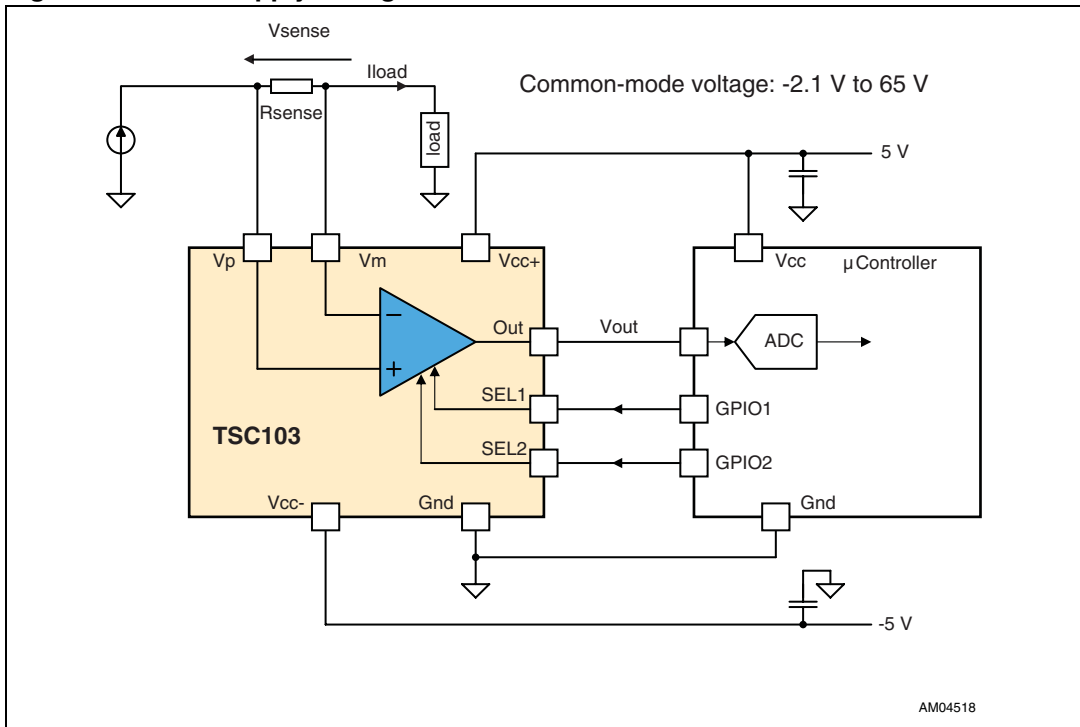 Vsense
Iload
Rsense
load
Common-mode voltage: -2.1 V to 65 V
5 V
Vp
Vm
Vcc+
Vcc
µController
Out
Vout
ADC
SEL1
GPIO1
TSC103
SEL2
GPIO2
Vcc-
Gnd
Gnd
-5 V
AM04518